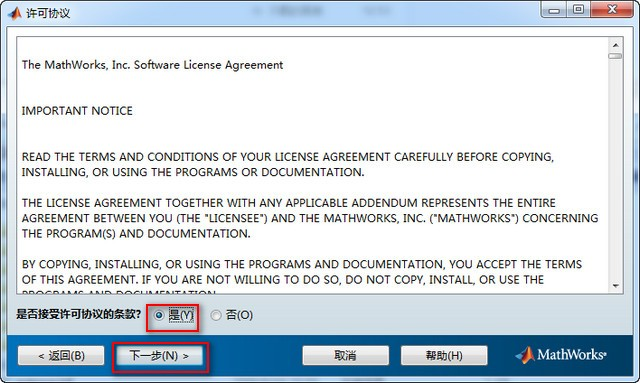 许可协议
The MathWorks, Inc. Software License Agreement
IMPORTANT NOTICE
READ THE TERMS AND CONDITIONS OF YOUR LICENSE AGREEMENT CAREFULLY BEFORE COPYING,
INSTALLING, OR USING THE PROGRAMS OR DOCUMENTATION.
THE LICENSE AGREEMENT TOGETHER WITH ANY APPLICABLE ADDENDUM REPRESENTS THE ENTIRE
AGREEMENT BETWEEN YOU (THE "LICENSEE") AND THE MATHWORKS, INC. ("MATHWORKS") CONCERNING
THE PROGRAM(S) AND DOCUMENTATION.
BY COPYING, INSTALLING, OR USING THE PROGRAMS AND DOCUMENTATION, YOU ACCEPT THE TERMS
OF THIS AGREEMENT. IF YOU ARE NOT WILLING TO DO SO, DO NOT COPY, INSTALL, OR USE THE
PROGRAMS AND DOCUMENTATION.
是否接受许可协议的条款? 是(Y) 否(O)
< 返回(B) 下一步(N) > 取消 帮助(H) MathWorks®